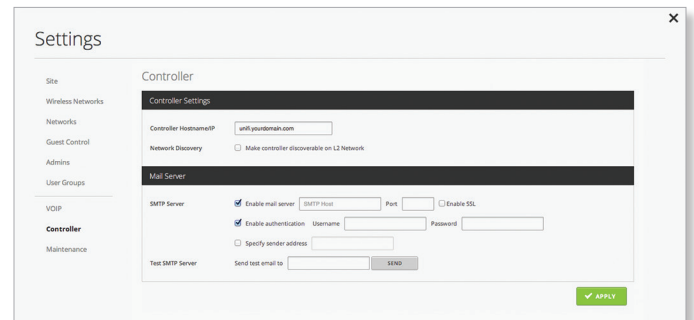 Settings
Site
Wireless Networks
Networks
Guest Control
Admins
User Groups
VOIP
Controller
Maintenance
Controller
Controller Settings
Controller Hostname/IP unifi.yourdomain.com
Network Discovery Make controller discoverable on L2 Network
Mail Server
SMTP Server Enable mail server SMTP Host Port Enable SSL
Enable authentication Username Password
Specify sender address
Test SMTP Server Send test email to SEND
APPLY